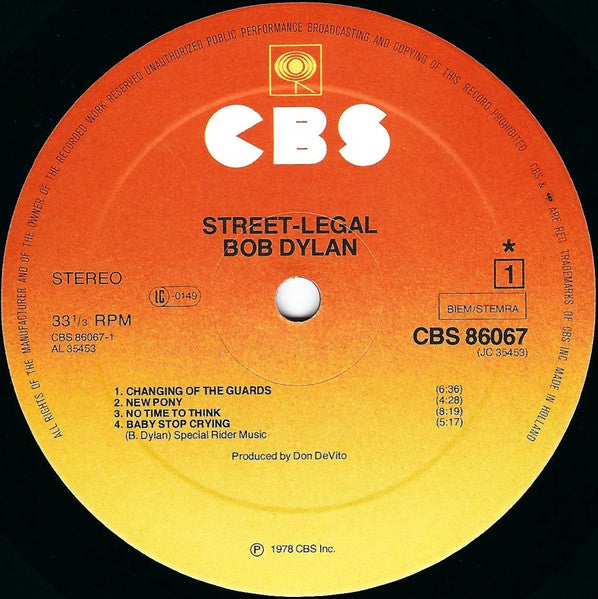 ALL RIGHTS OF THE MANUFACTURER AND OF THE OWNER OF THE RECORDED WORK RESERVED UNAUTHORIZED PUBLIC PERFORMANCE BROADCASTING AND COPYING OF THIS RECORD PROHIBITED CBS & ARE REG. TRADEMARKS OF CBS INC. MADE IN HOLLAND
CBS
STREET-LEGAL
BOB DYLAN
STEREO
LC -0149
*
1
BIEM/STEMRA
33 1/3 RPM
CBS 86067-1
AL 35453
CBS 86067
(JC 35453)
1. CHANGING OF THE GUARDS (6:36)
2. NEW PONY (4:28)
3. NO TIME TO THINK (8:19)
4. BABY STOP CRYING (5:17)
(B. Dylan) Special Rider Music
Produced by Don DeVito
Ⓟ 1978 CBS Inc.